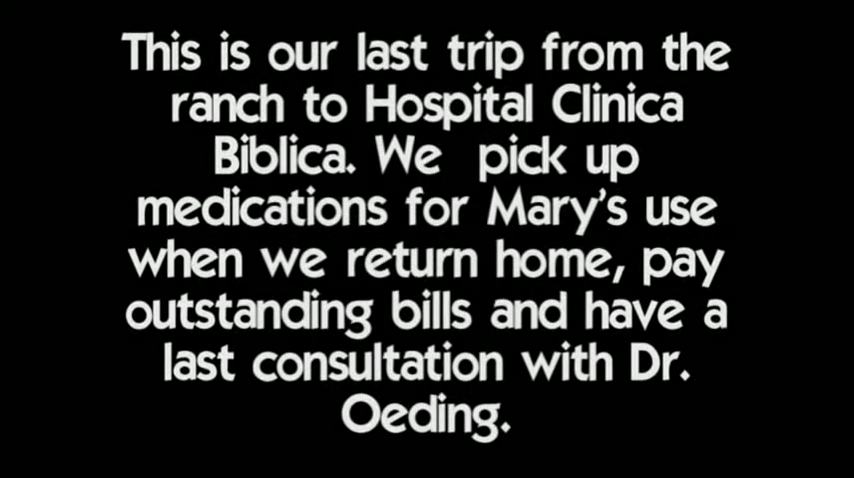 This is our last trip from the
ranch to Hospital Clinica
Biblica. We pick up
medications for Mary's use
when we return home, pay
outstanding bills and have a
last consultation with Dr.
Oeding.